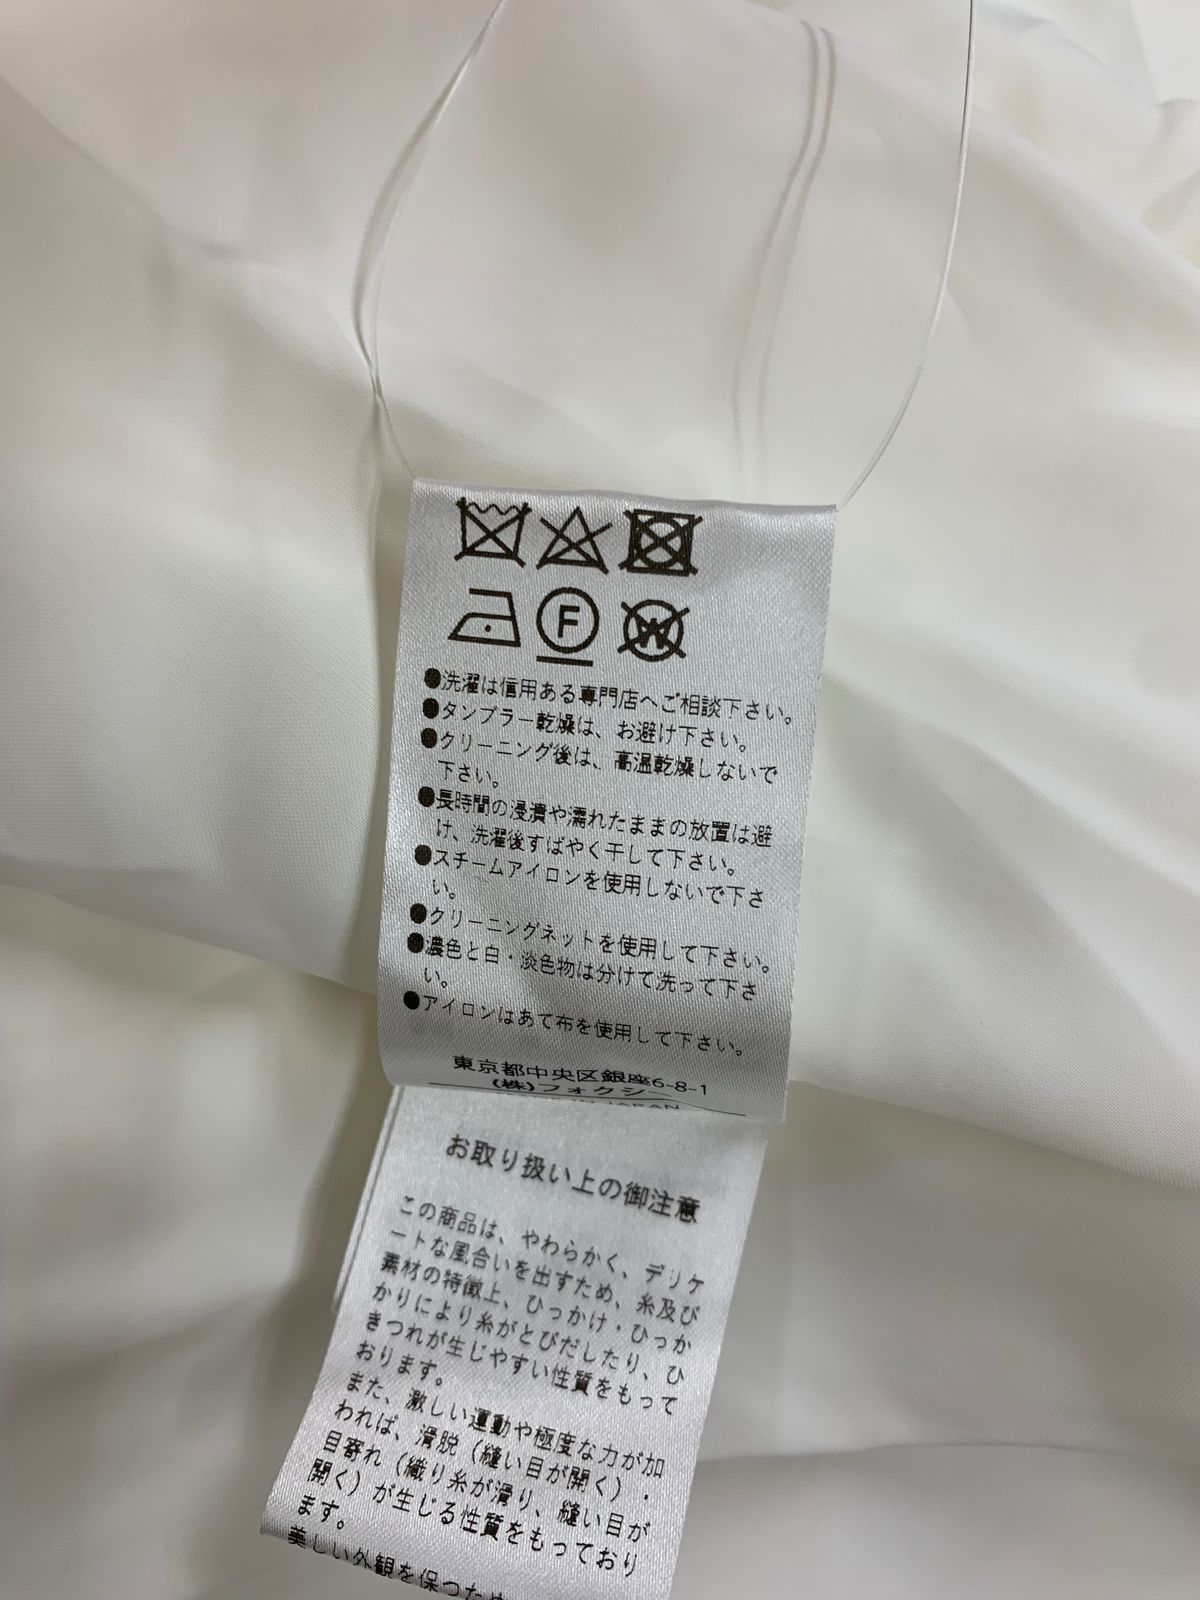 F
W
●洗濯は信用ある専門店へご相談下さい。
●タンブラー乾燥は、お避け下さい。
●クリーニング後は、高温乾燥しないで
下さい。
●長時間の浸漬や濡れたままの放置は避
け、洗濯後すばやく干して下さい。
●スチームアイロンを使用しないで下さ
い。
●クリーニングネットを使用して下さい。
●濃色と白・淡色物は分けて洗って下さ
い。
●アイロンはあて布を使用して下さい。
東京都中央区銀座6-8-1
(株)フォクシー
IN JAPAN
お取り扱い上の御注意
この商品は、やわらかく、デリケ
ートな風合いを出すため、糸及び
素材の特徴上、ひっかけ・ひっか
かりにより糸がとびだしたり、ひ
きつれが生じやすい性質をもって
おります。
また、激しい運動や極度な力が加
われば、滑脱（縫い目が開く）・
目寄れ（織り糸が滑り、縫い目が
開く）が生じる性質をもっており
ます。
美しい外観を保つため